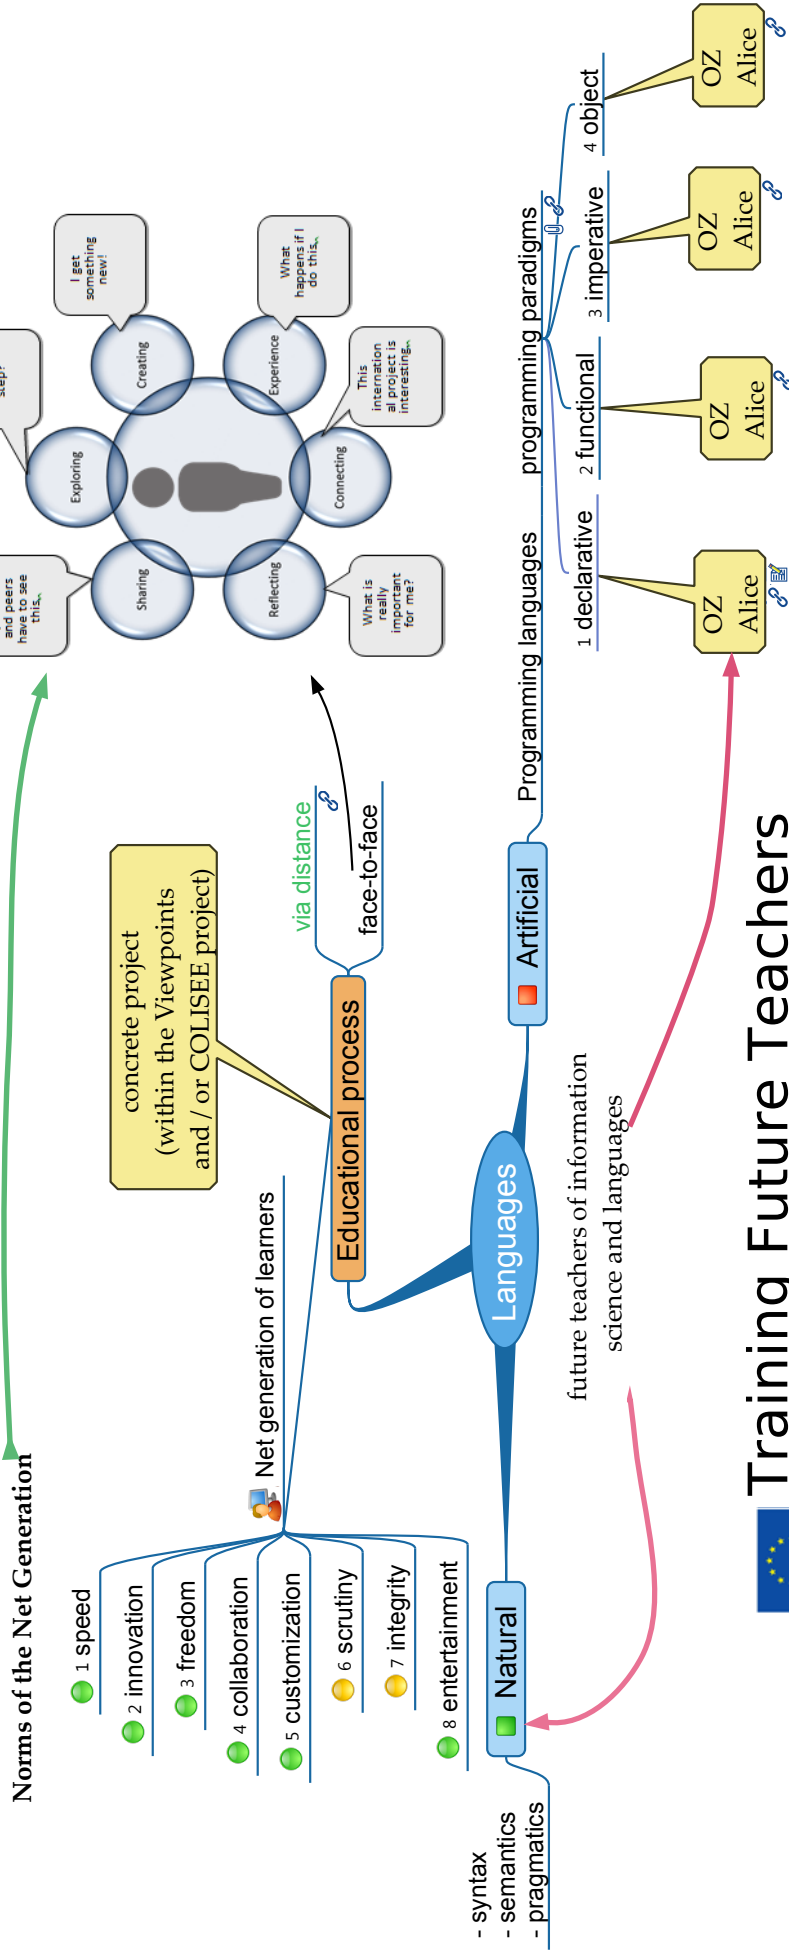 Norms of the Net Generation
1 speed
2 innovation
3 freedom
4 collaboration
5 customization
6 scrutiny
7 integrity
8 entertainment
Net generation of learners
concrete project
(within the Viewpoints
and / or COLISEE project)
Educational process
via distance
face-to-face
and peers
have to see
this..
Sharing
Exploring
I get
something
new!
Creating
What
happens if I
do this..
Experience
This
internation
al project is
interesting..
Connecting
What is
really
important
for me?
Reflecting
Languages
Natural
- syntax
- semantics
- pragmatics
Artificial
Programming languages
programming paradigms
1 declarative
OZ
Alice
2 functional
OZ
Alice
3 imperative
OZ
Alice
4 object
OZ
Alice
future teachers of information
science and languages
Training Future Teachers